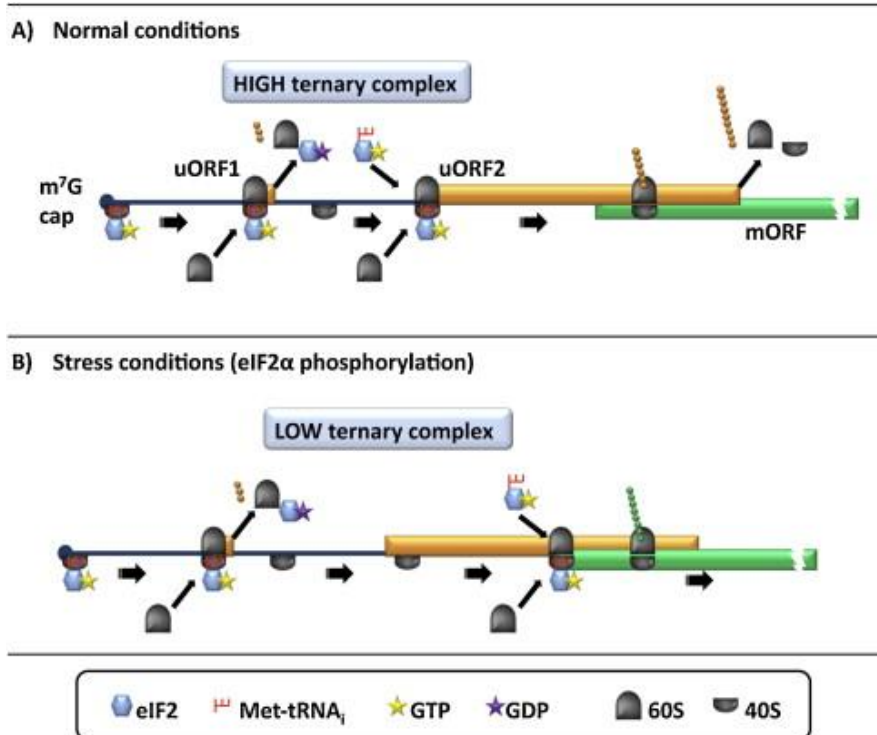 A) Normal conditions
HIGH ternary complex
uORF1
uORF2
m⁷G
cap
mORF
B) Stress conditions (eIF2α phosphorylation)
LOW ternary complex
eIF2
Met-tRNAᵢ
GTP
GDP
60S
40S